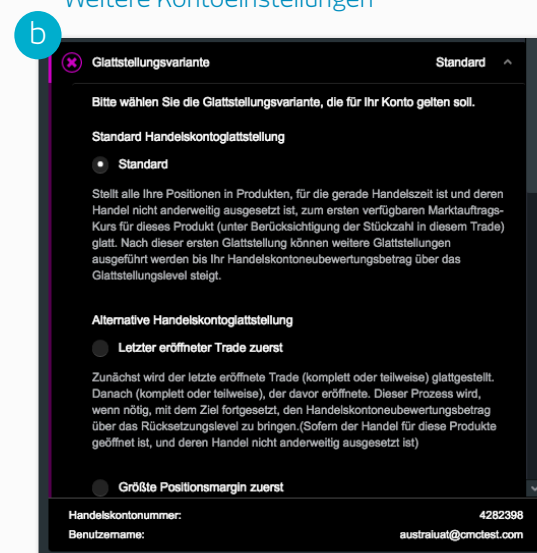 Weitere Kontoeinstellungen
b
Glattstellungsvariante Standard
Bitte wählen Sie die Glattstellungsvariante, die für Ihr Konto gelten soll.
Standard Handelskontoglattstellung
Standard
Stellt alle Ihre Positionen in Produkten, für die gerade Handelszeit ist und deren
Handel nicht anderweitig ausgesetzt ist, zum ersten verfügbaren Marktauftrags-
Kurs für dieses Produkt (unter Berücksichtigung der Stückzahl in diesem Trade)
glatt. Nach dieser ersten Glattstellung können weitere Glattstellungen
ausgeführt werden bis Ihr Handelskontoneubewertungsbetrag über das
Glattstellungslevel steigt.
Alternative Handelskontoglattstellung
Letzter eröffneter Trade zuerst
Zunächst wird der letzte eröffnete Trade (komplett oder teilweise) glattgestellt.
Danach (komplett oder teilweise), der davor eröffnete. Dieser Prozess wird,
wenn nötig, mit dem Ziel fortgesetzt, den Handelskontoneubewertungsbetrag
über das Rücksetzungslevel zu bringen.(Sofern der Handel für diese Produkte
geöffnet ist, und deren Handel nicht anderweitig ausgesetzt ist)
Größte Positionsmargin zuerst
Handelskontonummer: 4282398
Benutzername: austraiuat@cmctest.com